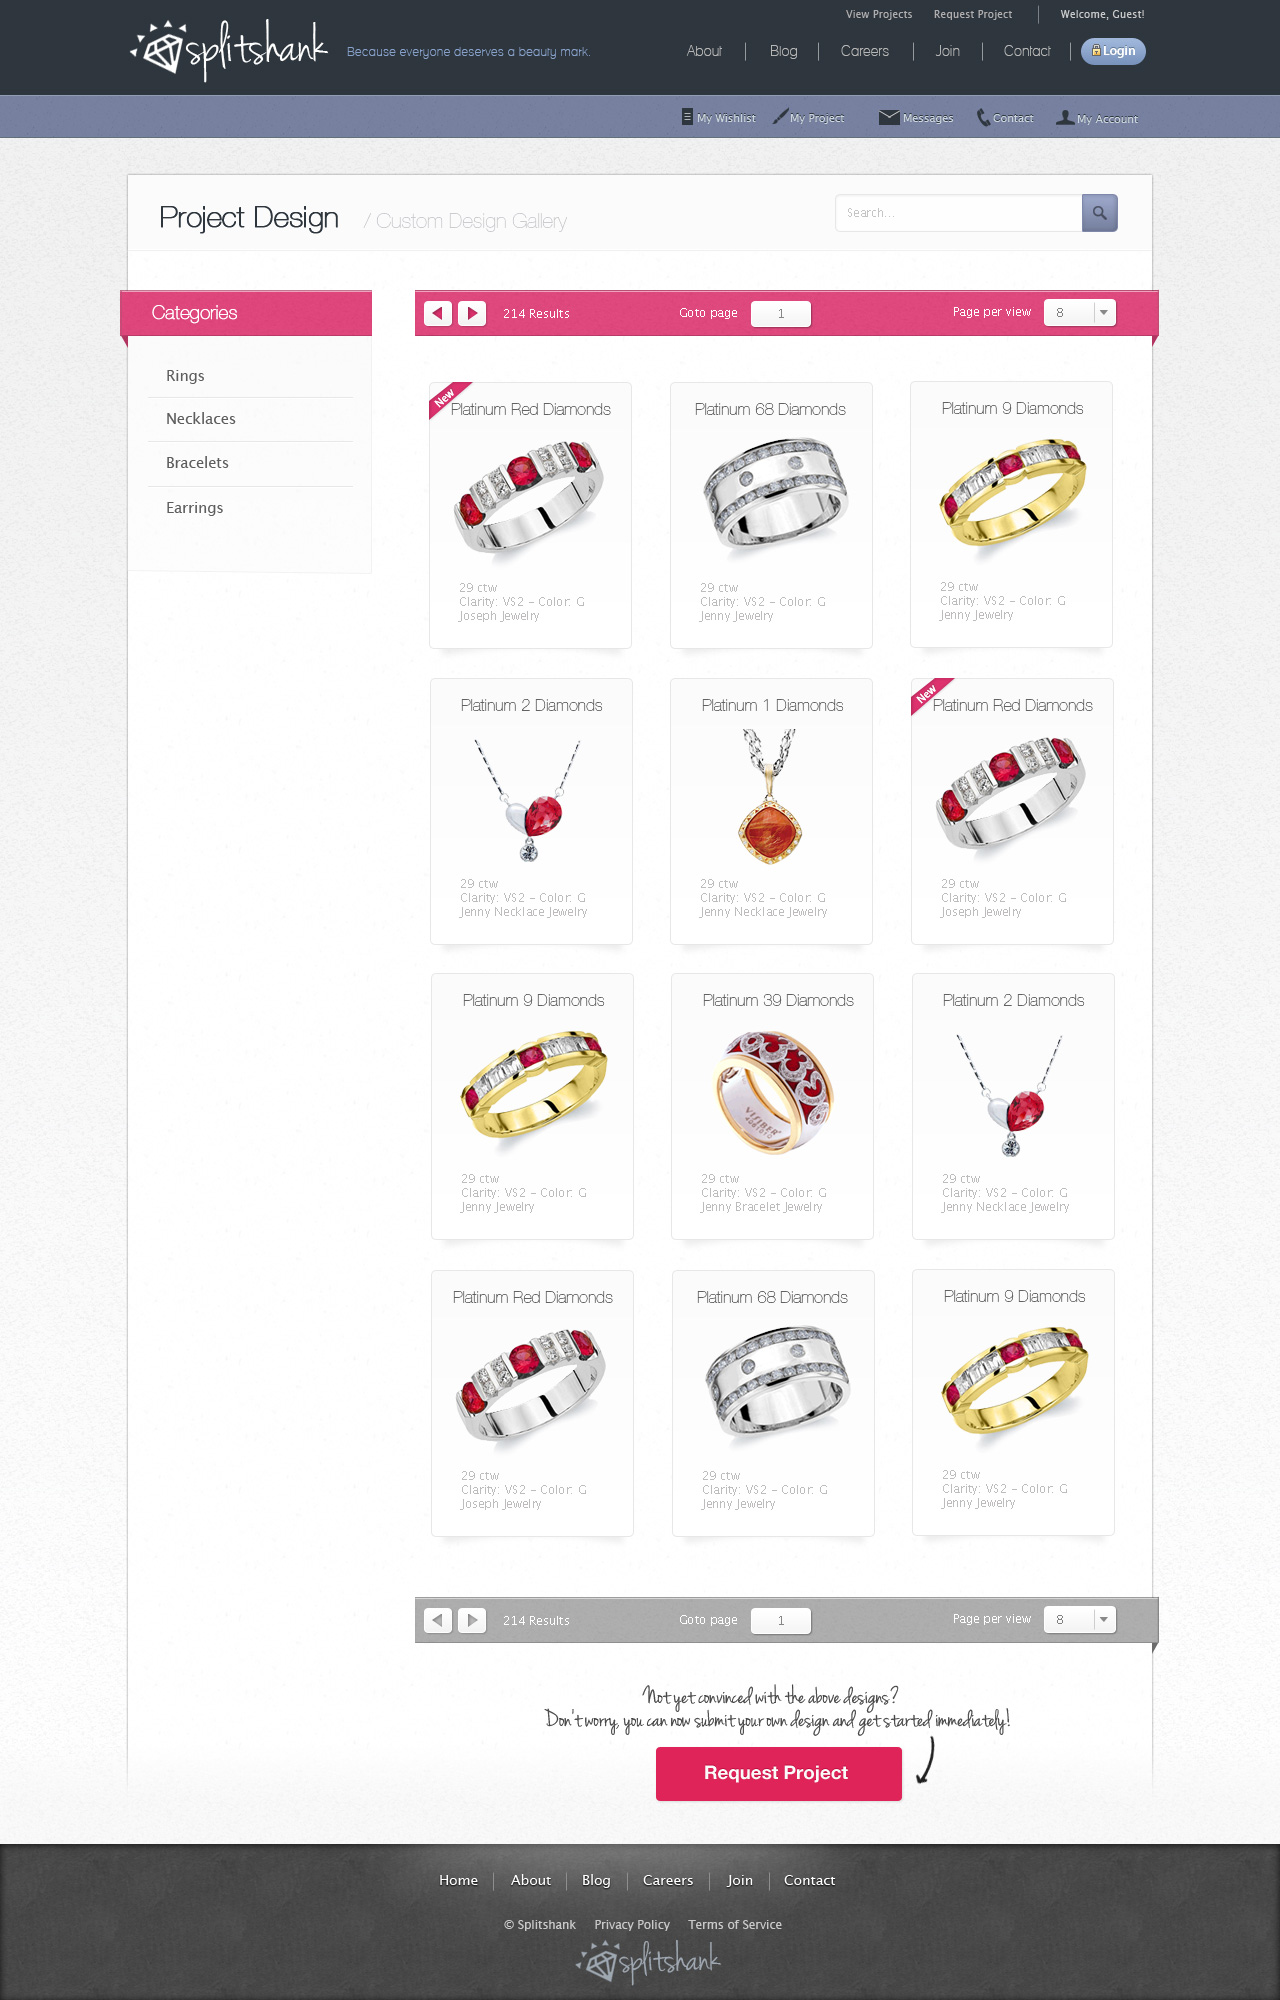 View Projects Request Project Welcome, Guest!
splitshank Because everyone deserves a beauty mark. About Blog Careers Join Contact Login
My Wishlist My Project Messages Contact My Account
Project Design / Custom Design Gallery Search...
Categories
Rings
Necklaces
Bracelets
Earrings
214 Results Goto page 1 Page per view 8
New
Platinum Red Diamonds
29 ctw
Clarity: VS2 – Color: G
Joseph Jewelry
Platinum 68 Diamonds
29 ctw
Clarity: VS2 – Color: G
Jenny Jewelry
Platinum 9 Diamonds
29 ctw
Clarity: VS2 – Color: G
Jenny Jewelry
Platinum 2 Diamonds
29 ctw
Clarity: VS2 – Color: G
Jenny Necklace Jewelry
Platinum 1 Diamonds
29 ctw
Clarity: VS2 – Color: G
Jenny Necklace Jewelry
New
Platinum Red Diamonds
29 ctw
Clarity: VS2 – Color: G
Joseph Jewelry
Platinum 9 Diamonds
29 ctw
Clarity: VS2 – Color: G
Jenny Jewelry
Platinum 39 Diamonds
VIFIBER
29 ctw
Clarity: VS2 – Color: G
Jenny Bracelet Jewelry
Platinum 2 Diamonds
29 ctw
Clarity: VS2 – Color: G
Jenny Necklace Jewelry
Platinum Red Diamonds
29 ctw
Clarity: VS2 – Color: G
Joseph Jewelry
Platinum 68 Diamonds
29 ctw
Clarity: VS2 – Color: G
Jenny Jewelry
Platinum 9 Diamonds
29 ctw
Clarity: VS2 – Color: G
Jenny Jewelry
214 Results Goto page 1 Page per view 8
Not yet convinced with the above designs?
Don't worry, you can now submit your own design and get started immediately!
Request Project
Home About Blog Careers Join Contact
© Splitshank Privacy Policy Terms of Service
splitshank